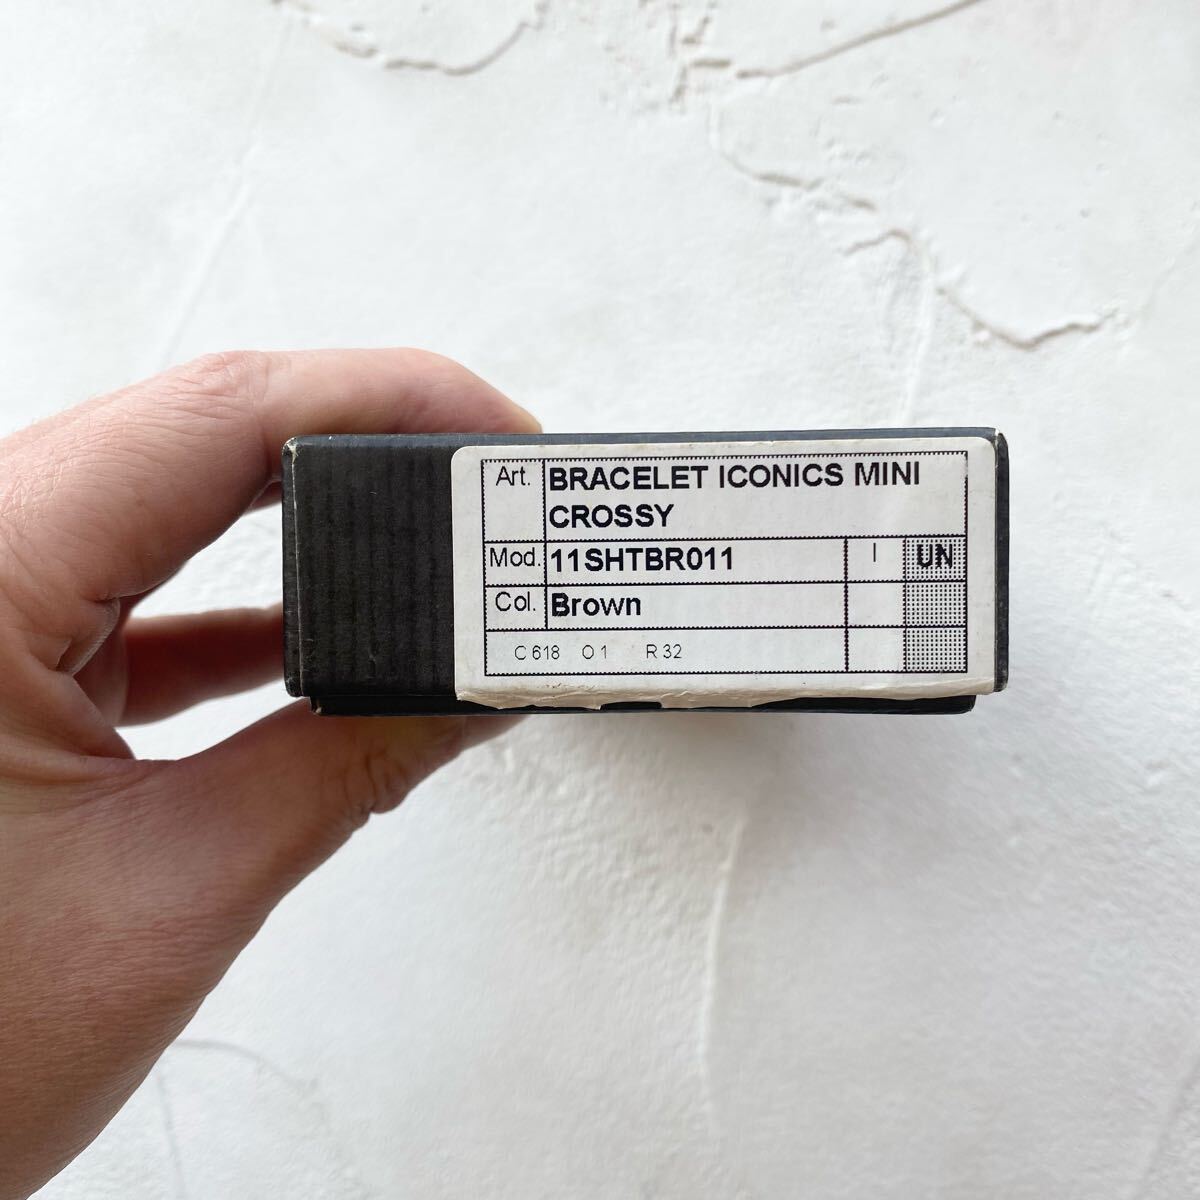 Art. BRACELET ICONICS MINI
CROSSY
Mod. 11SHTBR011 I UN
Col. Brown
C 618 O 1 R 32